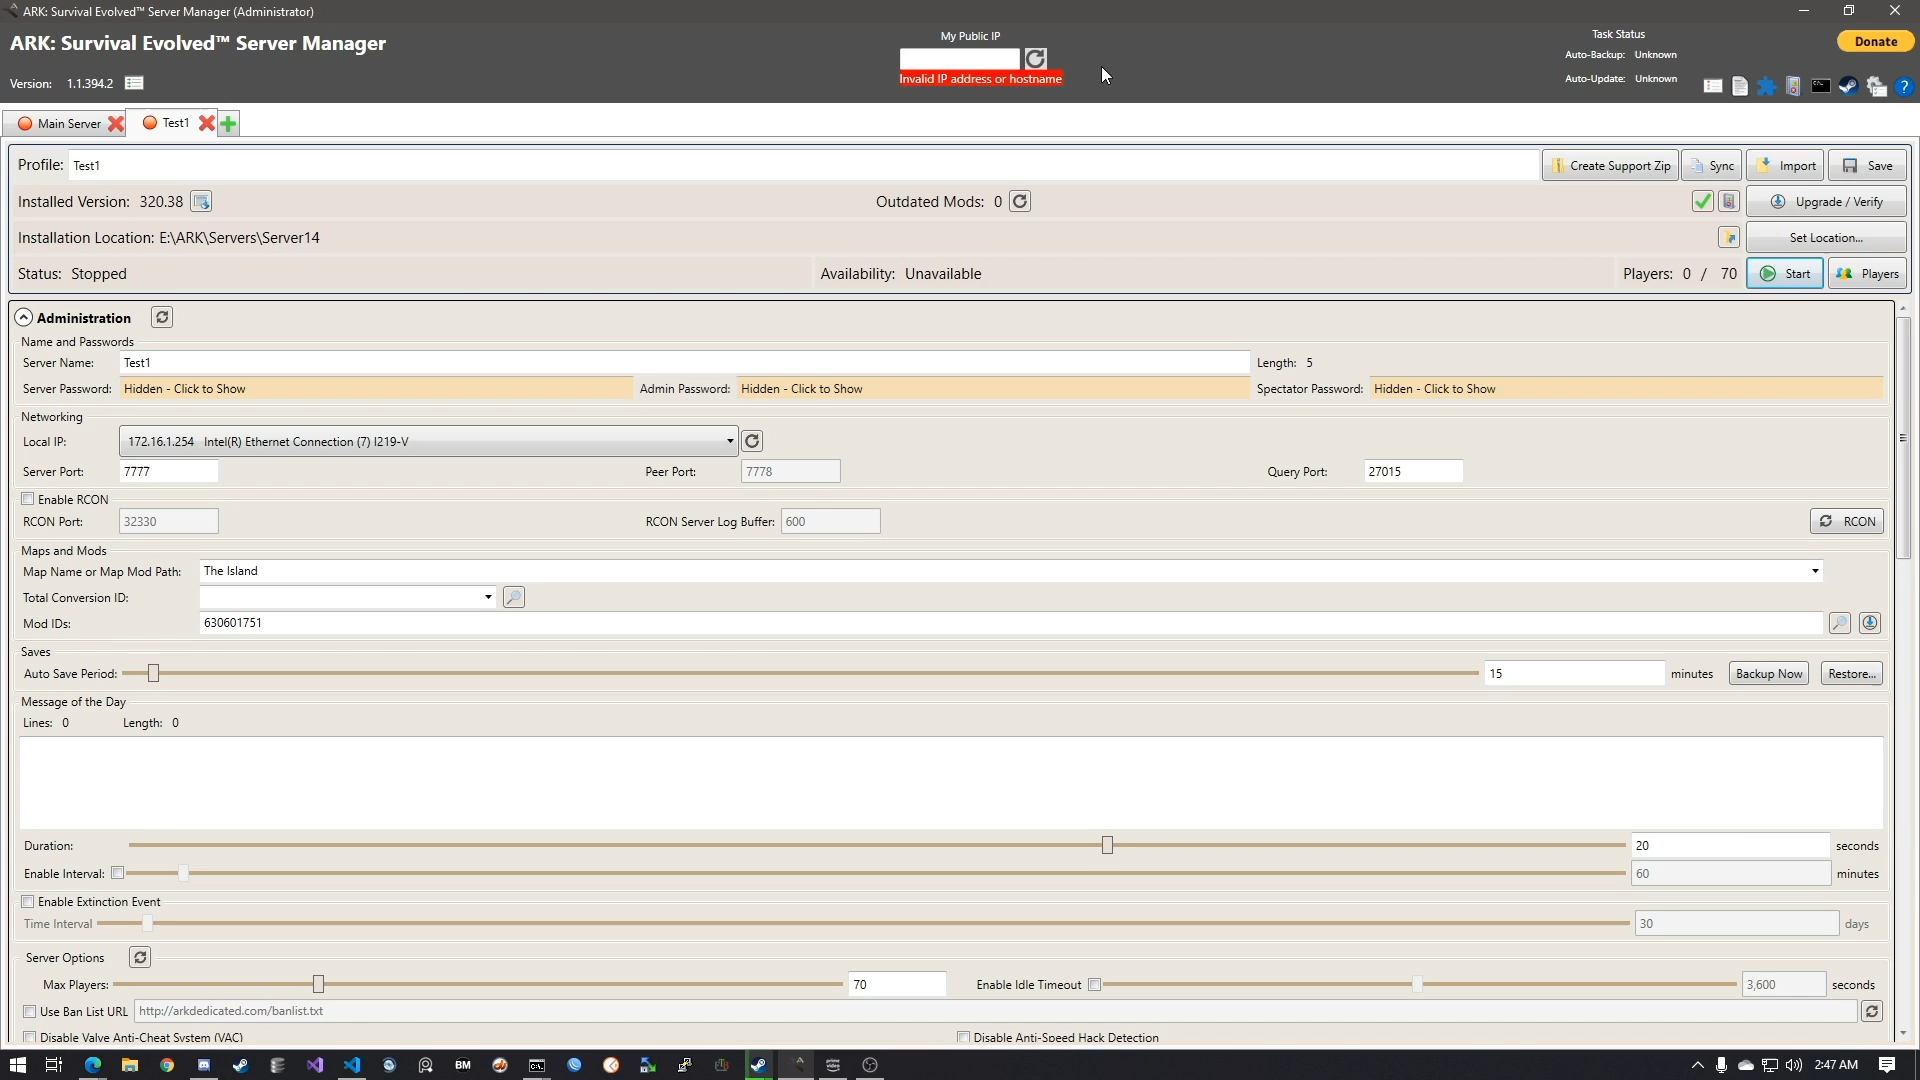 ARK: Survival Evolved™ Server Manager (Administrator)
ARK: Survival Evolved™ Server Manager
My Public IP
Task Status
Donate
Auto-Backup: Unknown
Invalid IP address or hostname
Auto-Update: Unknown
Version: 1.1.394.2
Main Server
Test1
Profile: Test1
Create Support Zip
Sync
Import
Save
Installed Version: 320.38
Outdated Mods: 0
Upgrade / Verify
Installation Location: E:\ARK\Servers\Server14
Set Location...
Status: Stopped
Availability: Unavailable
Players: 0 / 70
Start
Players
Administration
Name and Passwords
Server Name: Test1
Length: 5
Server Password: Hidden - Click to Show
Admin Password: Hidden - Click to Show
Spectator Password: Hidden - Click to Show
Networking
Local IP: 172.16.1.254 Intel(R) Ethernet Connection (7) I219-V
Server Port: 7777
Peer Port: 7778
Query Port: 27015
Enable RCON
RCON Port: 32330
RCON Server Log Buffer: 600
RCON
Maps and Mods
Map Name or Map Mod Path: The Island
Total Conversion ID:
Mod IDs: 630601751
Saves
Auto Save Period: 15 minutes
Backup Now
Restore...
Message of the Day
Lines: 0 Length: 0
Duration: 20 seconds
Enable Interval: 60 minutes
Enable Extinction Event
Time Interval 30 days
Server Options
Max Players: 70
Enable Idle Timeout 3,600 seconds
Use Ban List URL http://arkdedicated.com/banlist.txt
Disable Valve Anti-Cheat System (VAC)
Disable Anti-Speed Hack Detection
BM
prime video
2:47 AM